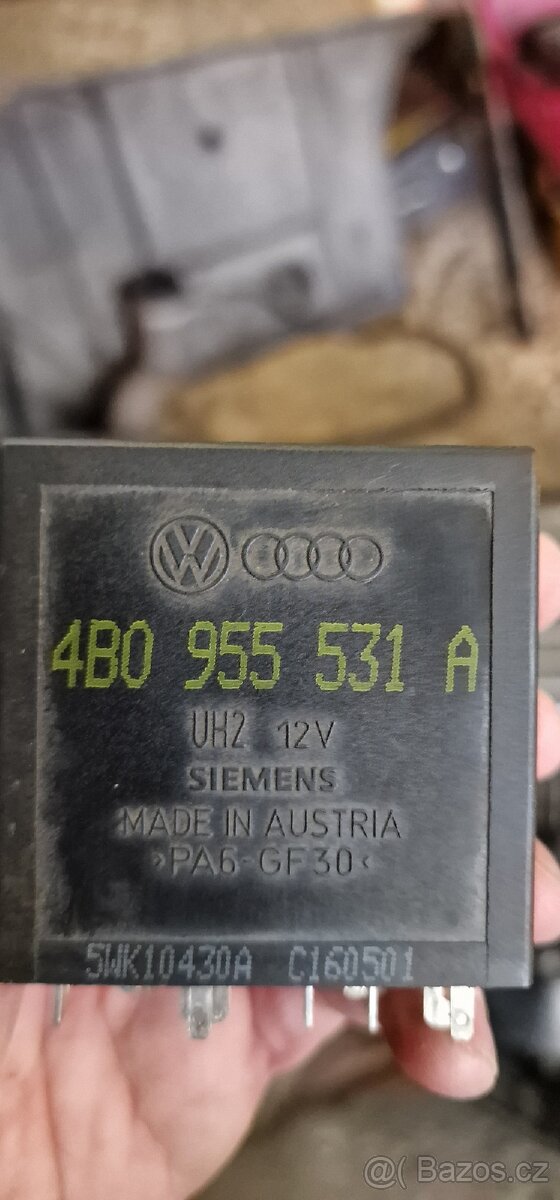 4B0 955 531 A
UH2 12V
SIEMENS
MADE IN AUSTRIA
>PA6-GF30<
5WK10430A C160501
@( Bazos.cz